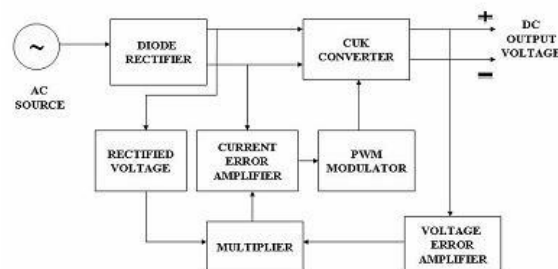 ~
AC
SOURCE
DIODE
RECTIFIER
CUK
CONVERTER
+
−
DC
OUTPUT
VOLTAGE
RECTIFIED
VOLTAGE
CURRENT
ERROR
AMPLIFIER
PWM
MODULATOR
MULTIPLIER
VOLTAGE
ERROR
AMPLIFIER